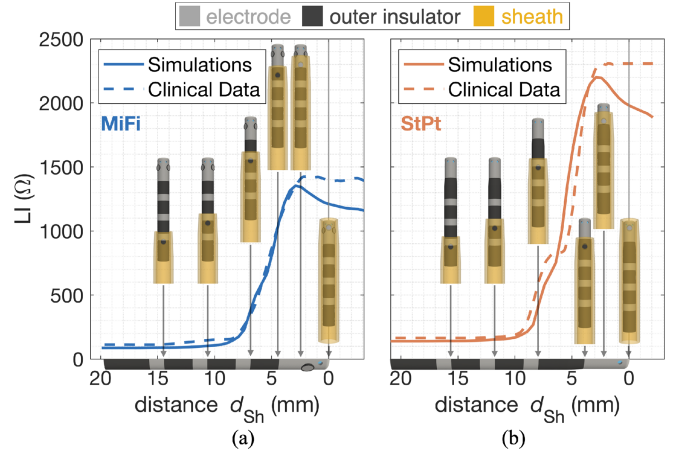 electrode outer insulator sheath
LI (Ω)
2500
2000
1500
1000
500
0
Simulations
Clinical Data
MiFi
20 15 10 5 0
distance dSh (mm)
(a)
Simulations
Clinical Data
StPt
20 15 10 5 0
distance dSh (mm)
(b)